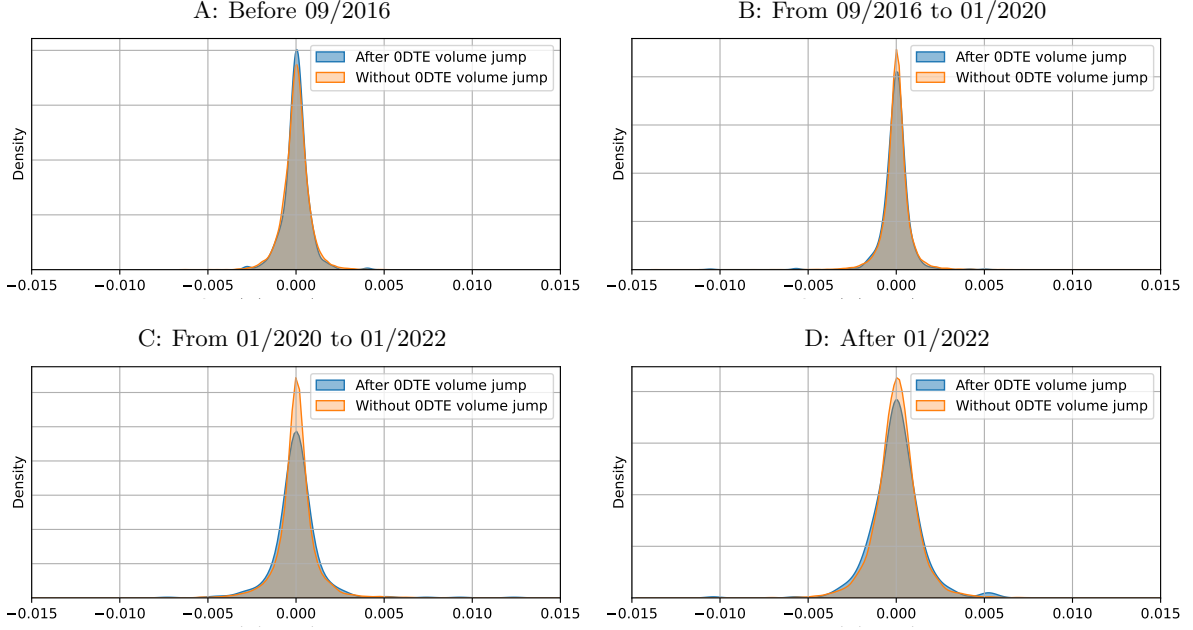 A: Before 09/2016
B: From 09/2016 to 01/2020
After 0DTE volume jump
Without 0DTE volume jump
Density
−0.015 −0.010 −0.005 0.000 0.005 0.010 0.015
After 0DTE volume jump
Without 0DTE volume jump
Density
−0.015 −0.010 −0.005 0.000 0.005 0.010 0.015
C: From 01/2020 to 01/2022
D: After 01/2022
After 0DTE volume jump
Without 0DTE volume jump
Density
−0.015 −0.010 −0.005 0.000 0.005 0.010 0.015
After 0DTE volume jump
Without 0DTE volume jump
Density
−0.015 −0.010 −0.005 0.000 0.005 0.010 0.015